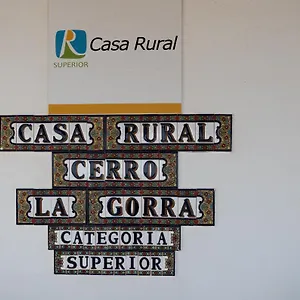 R Casa Rural
SUPERIOR
CASA RURAL
CERRO
LA GORRA
CATEGORIA
SUPERIOR